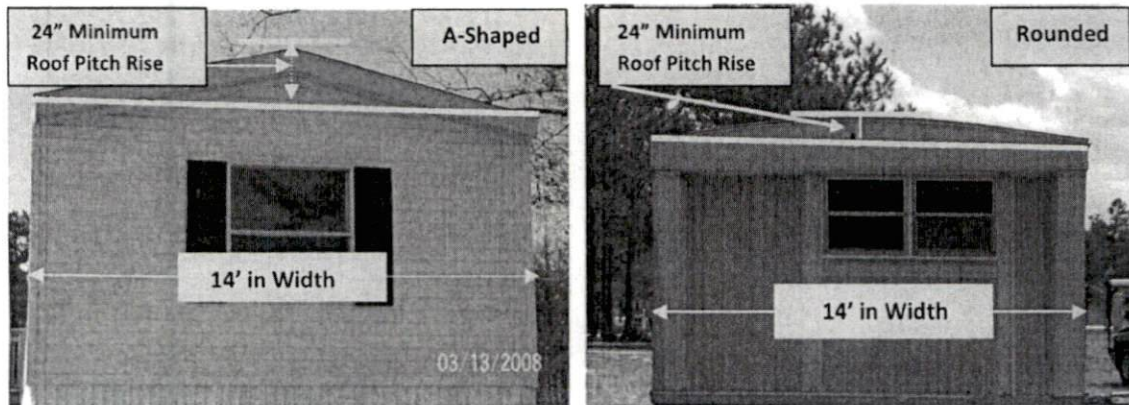 24" Minimum
Roof Pitch Rise
A-Shaped
14' in Width
03/13/2008
24" Minimum
Roof Pitch Rise
Rounded
14' in Width